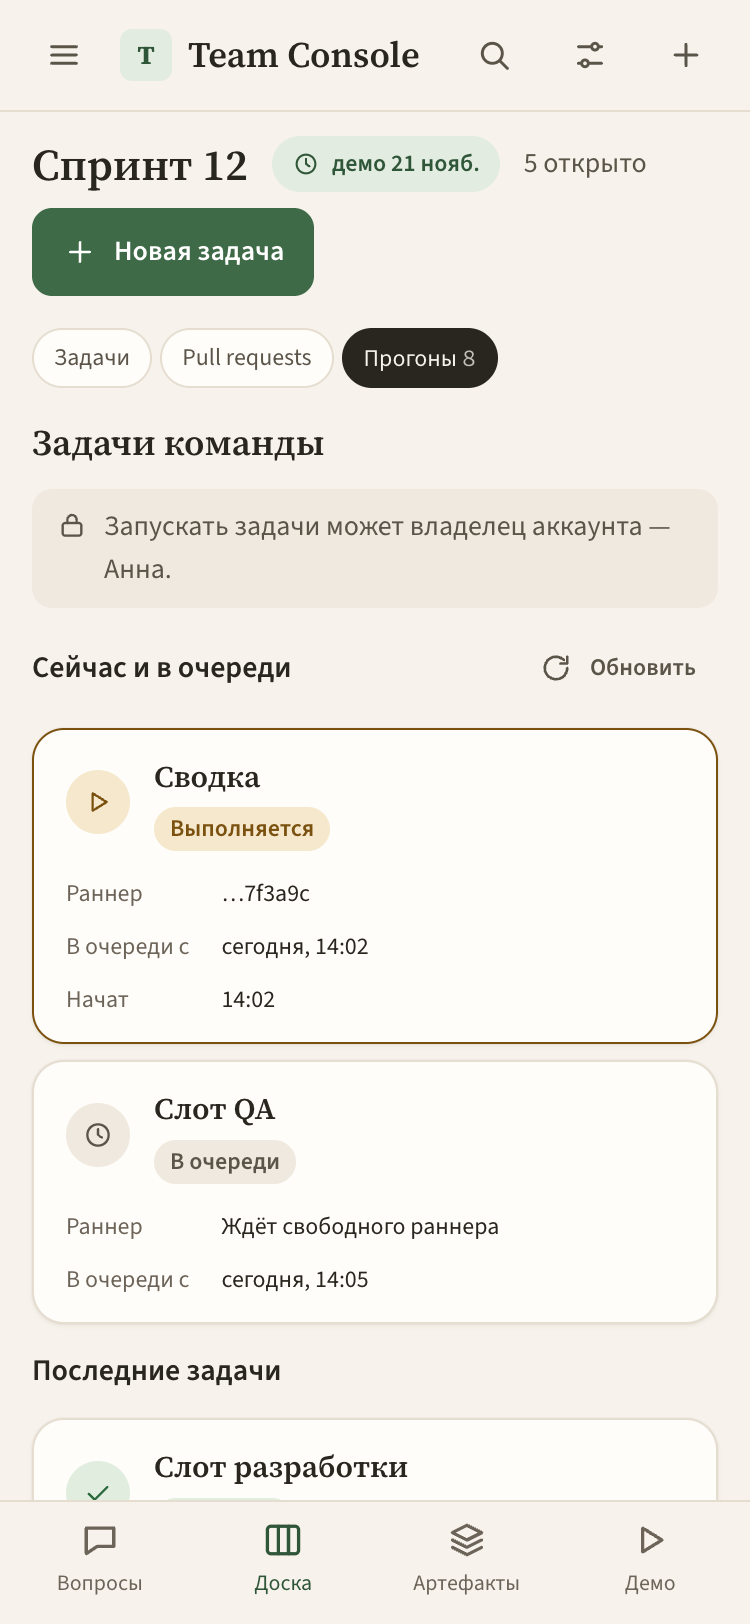 T Team Console
Спринт 12
демо 21 нояб.
5 открыто
Новая задача
Задачи
Pull requests
Прогоны 8
Задачи команды
Запускать задачи может владелец аккаунта —
Анна.
Сейчас и в очереди
Обновить
Сводка
Выполняется
Раннер …7f3a9c
В очереди с сегодня, 14:02
Начат 14:02
Слот QA
В очереди
Раннер Ждёт свободного раннера
В очереди с сегодня, 14:05
Последние задачи
Слот разработки
Вопросы
Доска
Артефакты
Демо